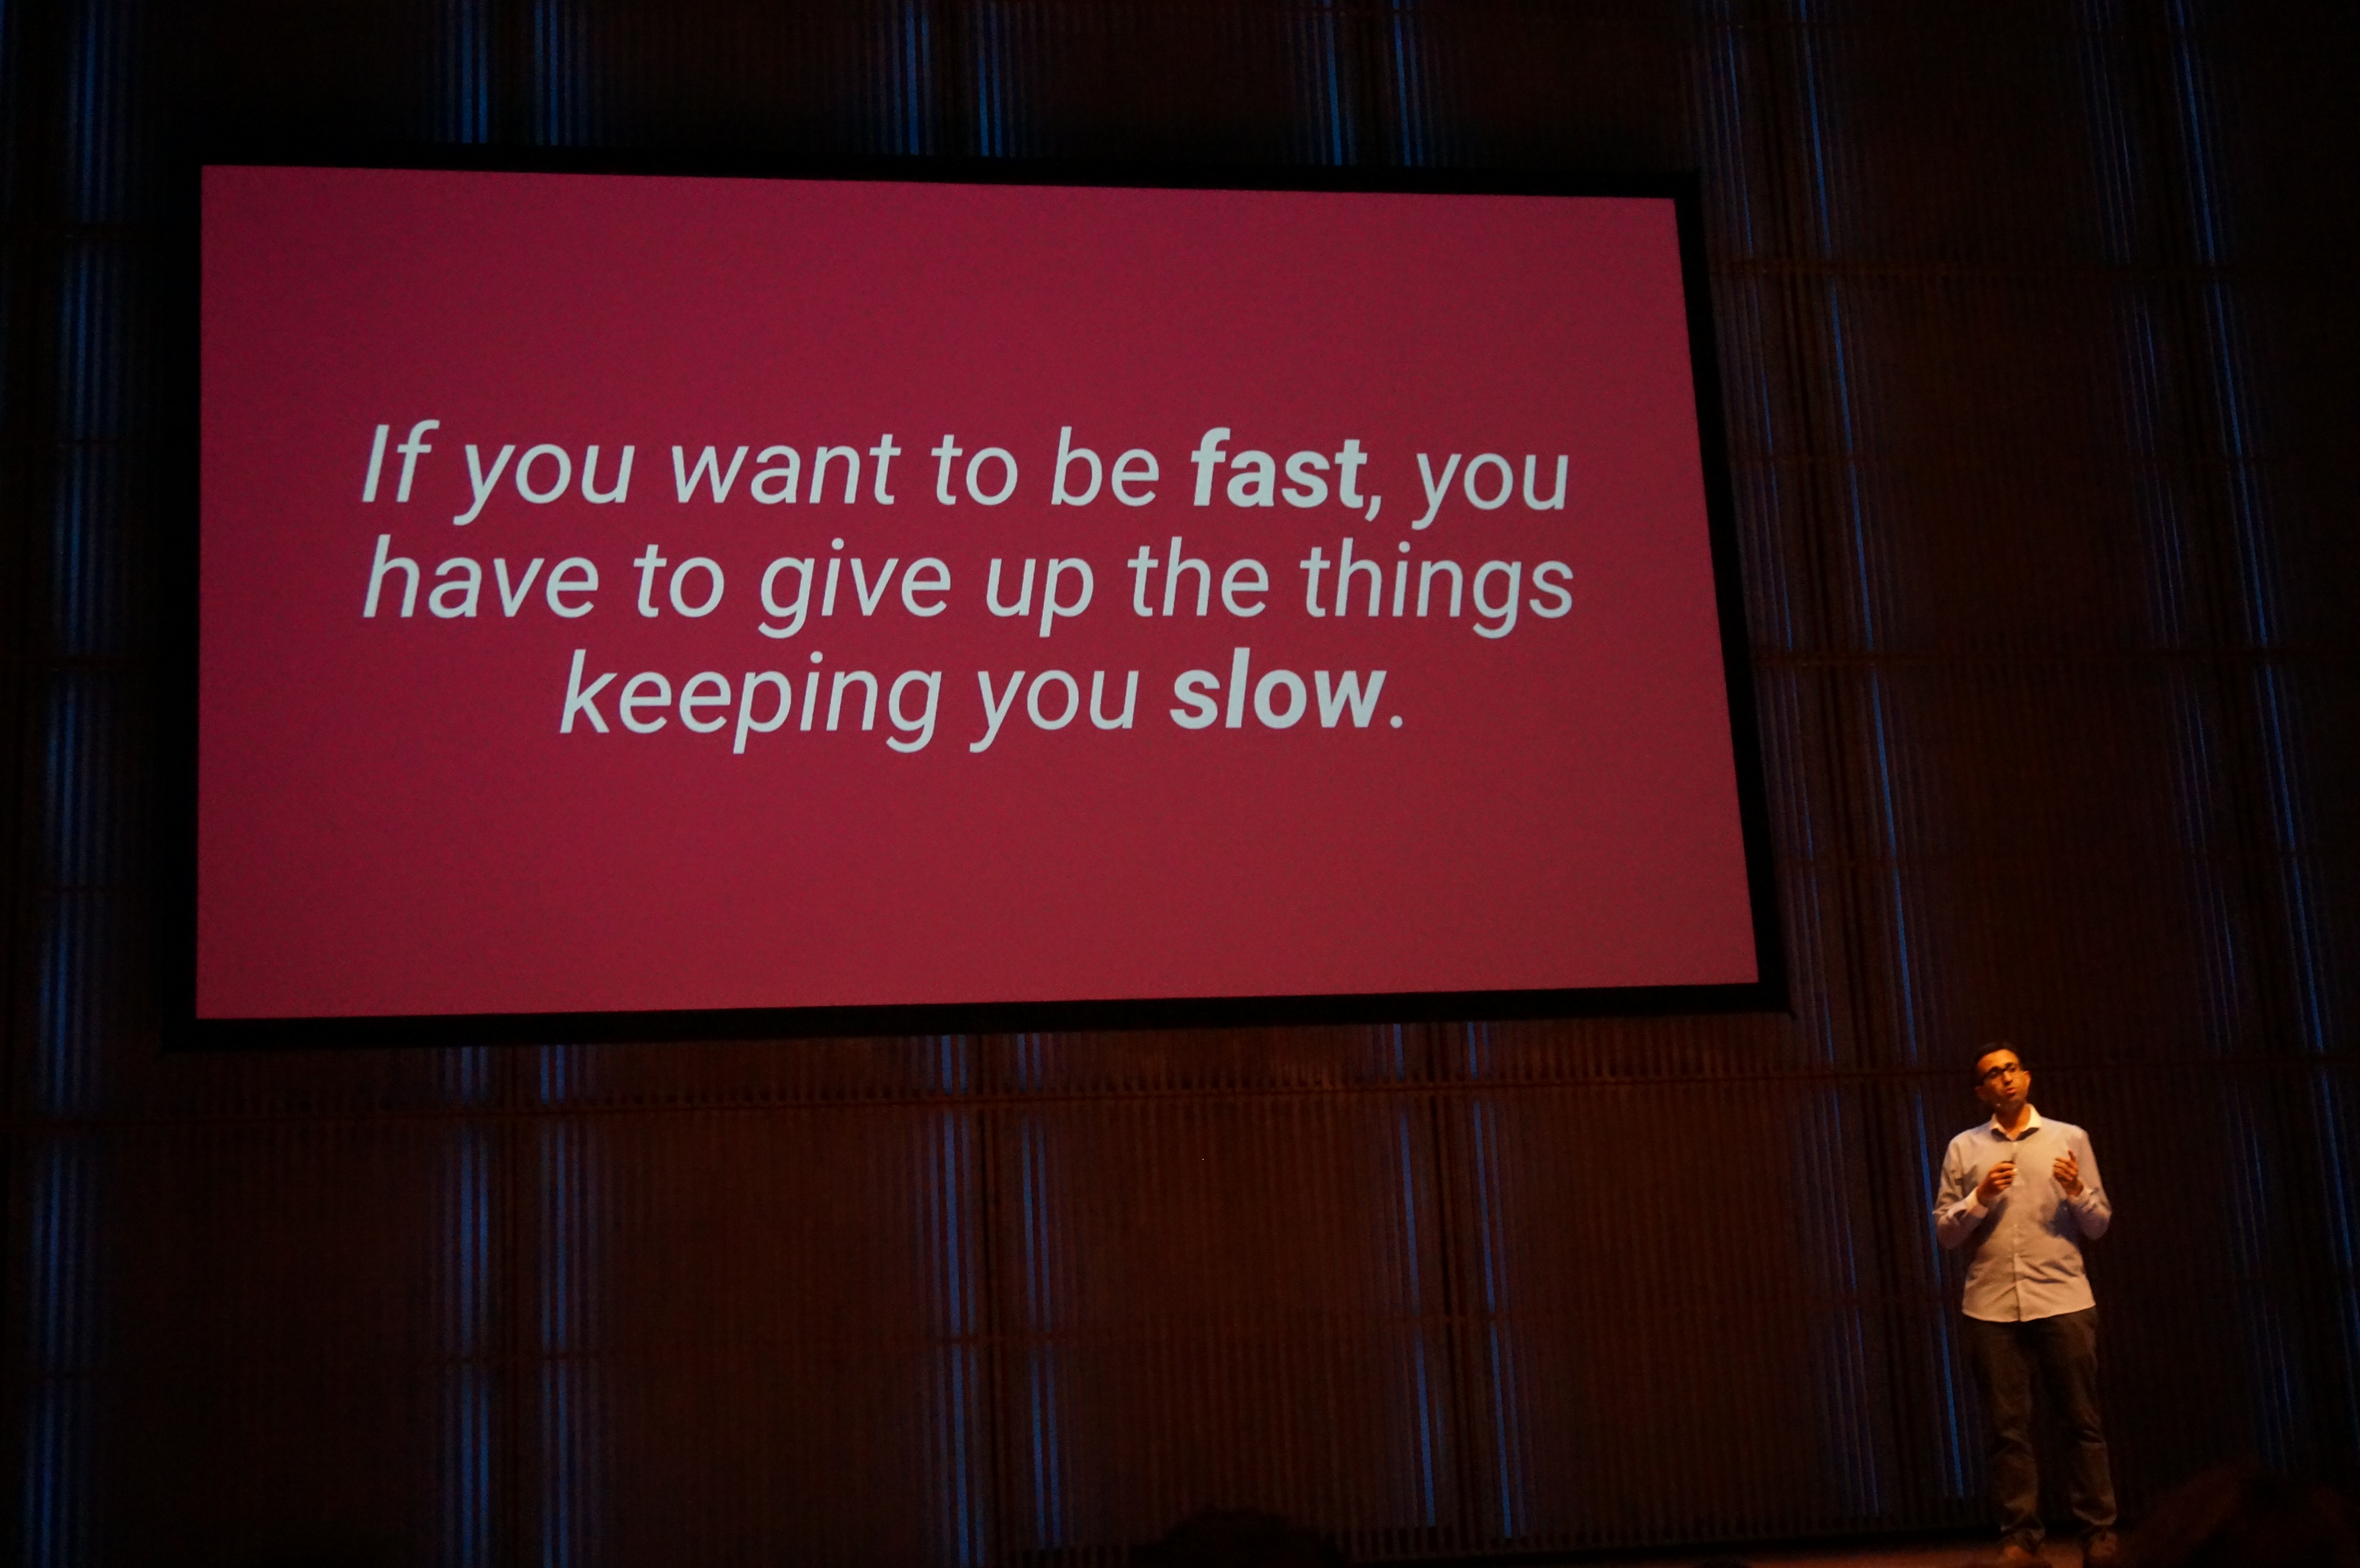 If you want to be fast, you
have to give up the things
keeping you slow.